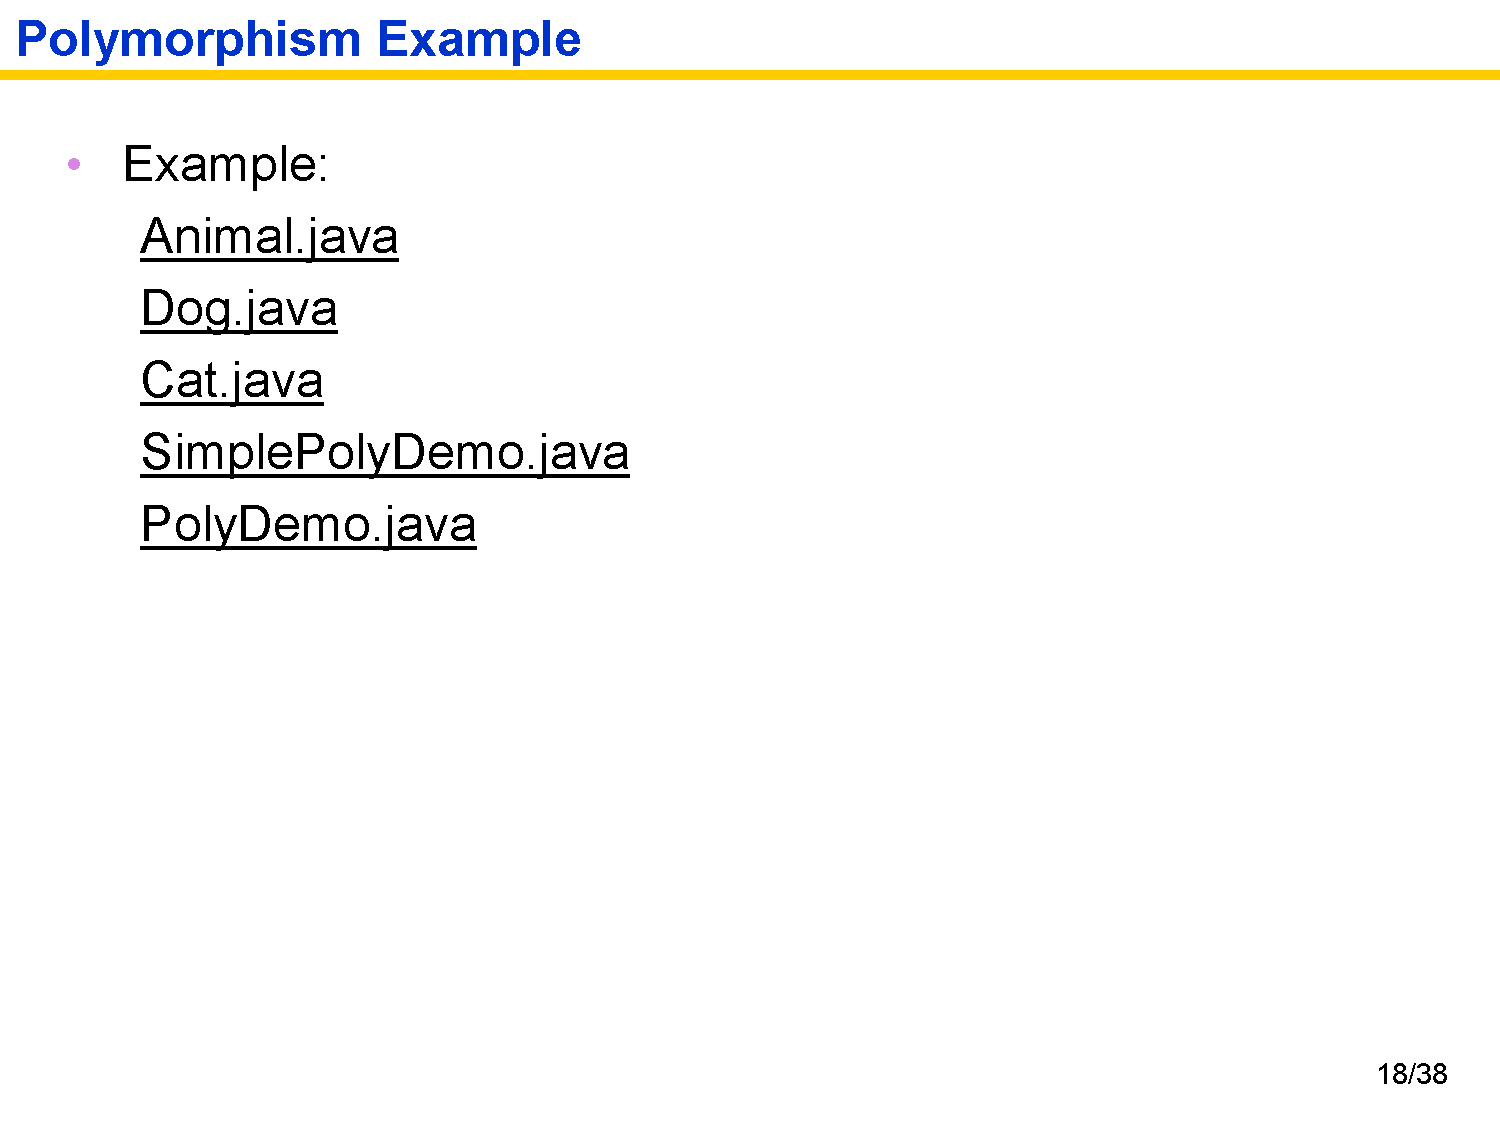 Polymorphism Example
• Example:
Animal.java
Dog.java
Cat.java
SimplePolyDemo.java
PolyDemo.java
18/38